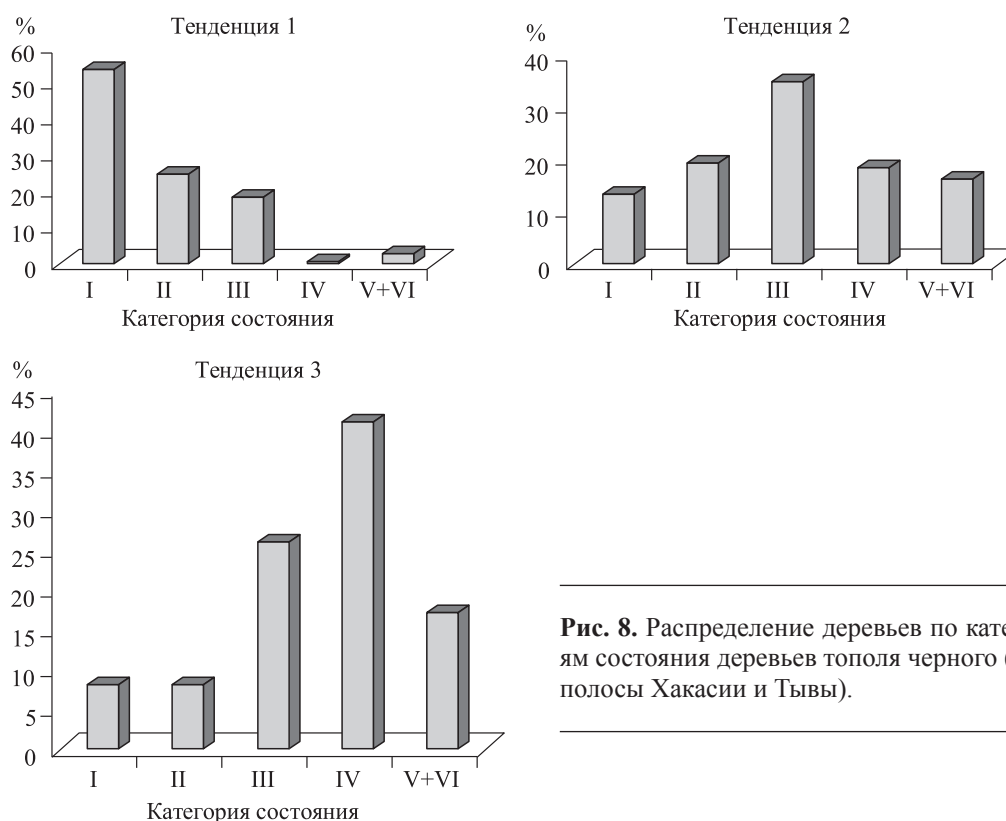 %
Тенденция 1
60
50
40
30
20
10
0
I II III IV V+VI
Категория состояния
%
Тенденция 2
40
30
20
10
0
I II III IV V+VI
Категория состояния
%
Тенденция 3
45
40
35
30
25
20
15
10
5
0
I II III IV V+VI
Категория состояния
Рис. 8. Распределение деревьев по кате
ям состояния деревьев тополя черного (
полосы Хакасии и Тывы).